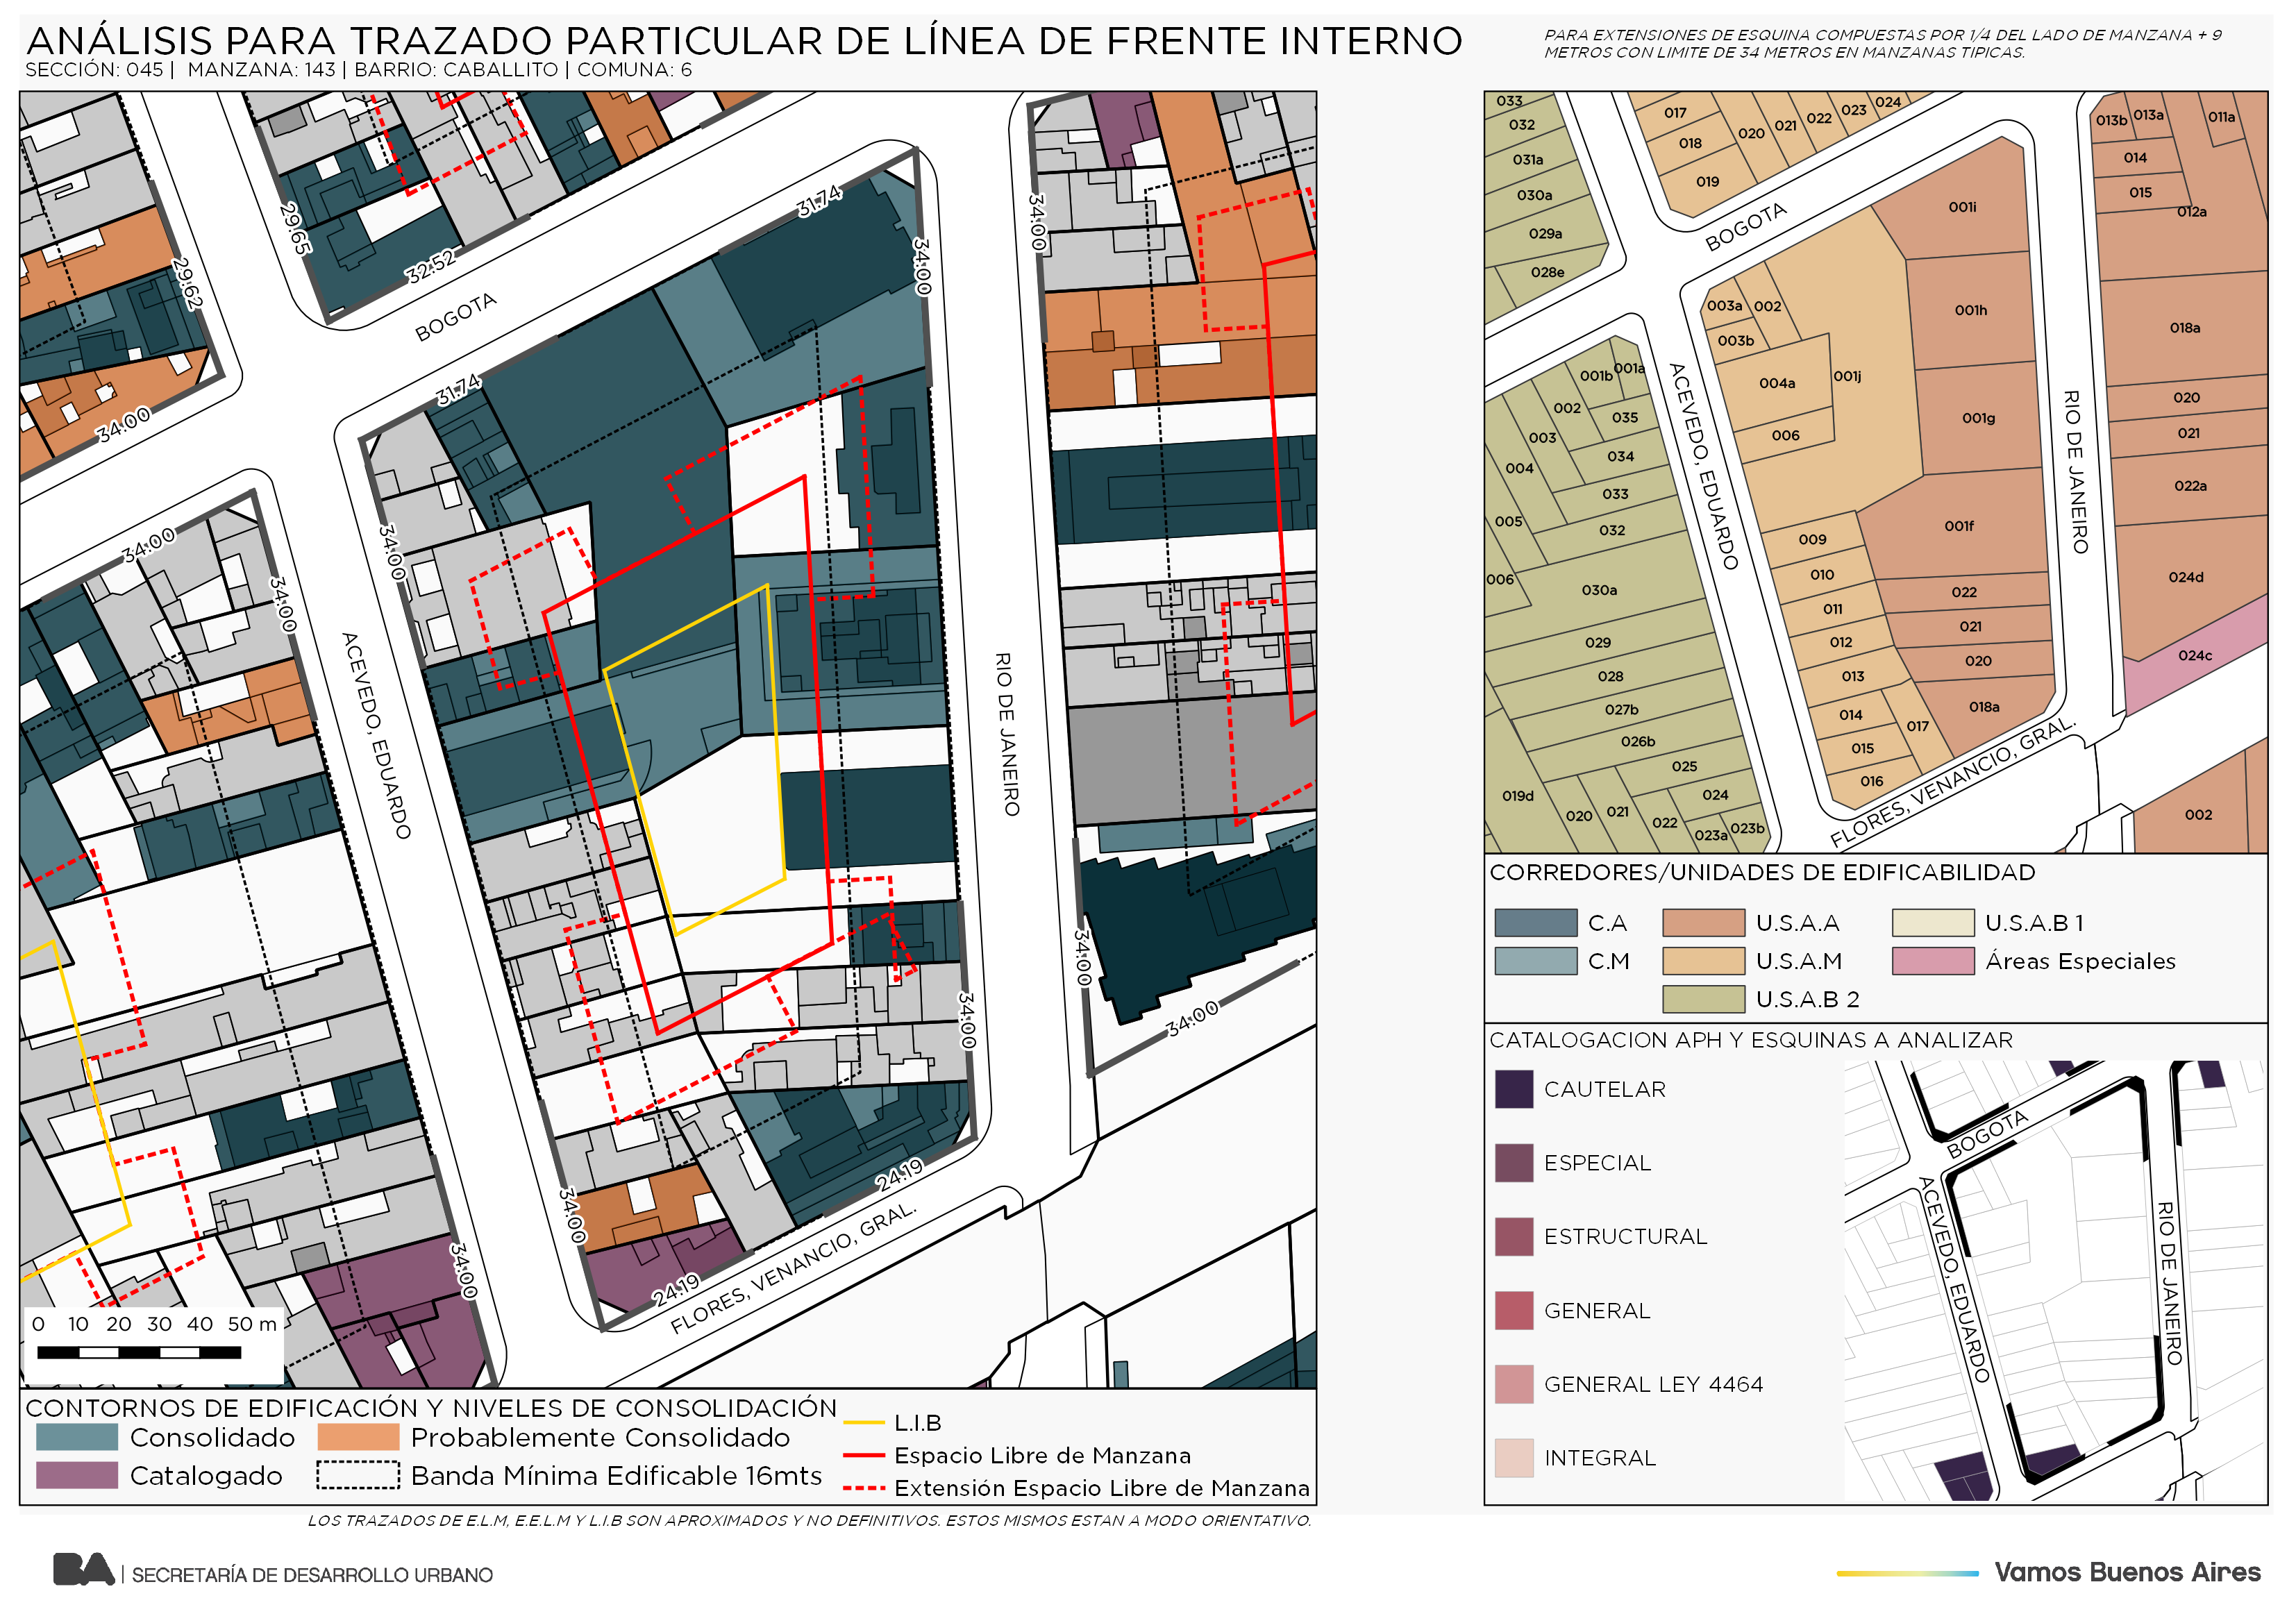 ANÁLISIS PARA TRAZADO PARTICULAR DE LÍNEA DE FRENTE INTERNO
SECCIÓN: 045 | MANZANA: 143 | BARRIO: CABALLITO | COMUNA: 6
PARA EXTENSIONES DE ESQUINA COMPUESTAS POR 1/4 DEL LADO DE MANZANA + 9
METROS CON LIMITE DE 34 METROS EN MANZANAS TIPICAS.
29.65
32.52
29.62
34.00
BOGOTA
31.74
31.74
34.00
34.00
34.00
34.00
34.00
ACEVEDO, EDUARDO
RIO DE JANEIRO
34.00
34.00
34.00
34.00
34.00
24.19
24.19
FLORES, VENANCIO, GRAL.
0 10 20 30 40 50 m
CONTORNOS DE EDIFICACIÓN Y NIVELES DE CONSOLIDACIÓN
Consolidado
Probablemente Consolidado
Catalogado
Banda Mínima Edificable 16mts
L.I.B
Espacio Libre de Manzana
Extensión Espacio Libre de Manzana
LOS TRAZADOS DE E.L.M, E.E.L.M Y L.I.B SON APROXIMADOS Y NO DEFINITIVOS. ESTOS MISMOS ESTAN A MODO ORIENTATIVO.
033
032
031a
030a
029a
028e
017
018
019
020
021
022
023
024
013b
013a
011a
014
015
012a
BOGOTA
001i
001h
001g
001f
001j
003a
002
003b
004a
006
018a
020
021
022a
024d
024c
002
001b
001a
002
035
003
034
004
033
005
032
006
030a
029
028
027b
026b
025
024
019d
020
021
022
023a
023b
009
010
011
012
013
014
015
016
017
022
021
020
018a
ACEVEDO, EDUARDO
RIO DE JANEIRO
FLORES, VENANCIO, GRAL.
CORREDORES/UNIDADES DE EDIFICABILIDAD
C.A
U.S.A.A
U.S.A.B 1
C.M
U.S.A.M
Áreas Especiales
U.S.A.B 2
CATALOGACION APH Y ESQUINAS A ANALIZAR
CAUTELAR
ESPECIAL
ESTRUCTURAL
GENERAL
GENERAL LEY 4464
INTEGRAL
BOGOTA
ACEVEDO, EDUARDO
RIO DE JANEIRO
BA | SECRETARÍA DE DESARROLLO URBANO
Vamos Buenos Aires